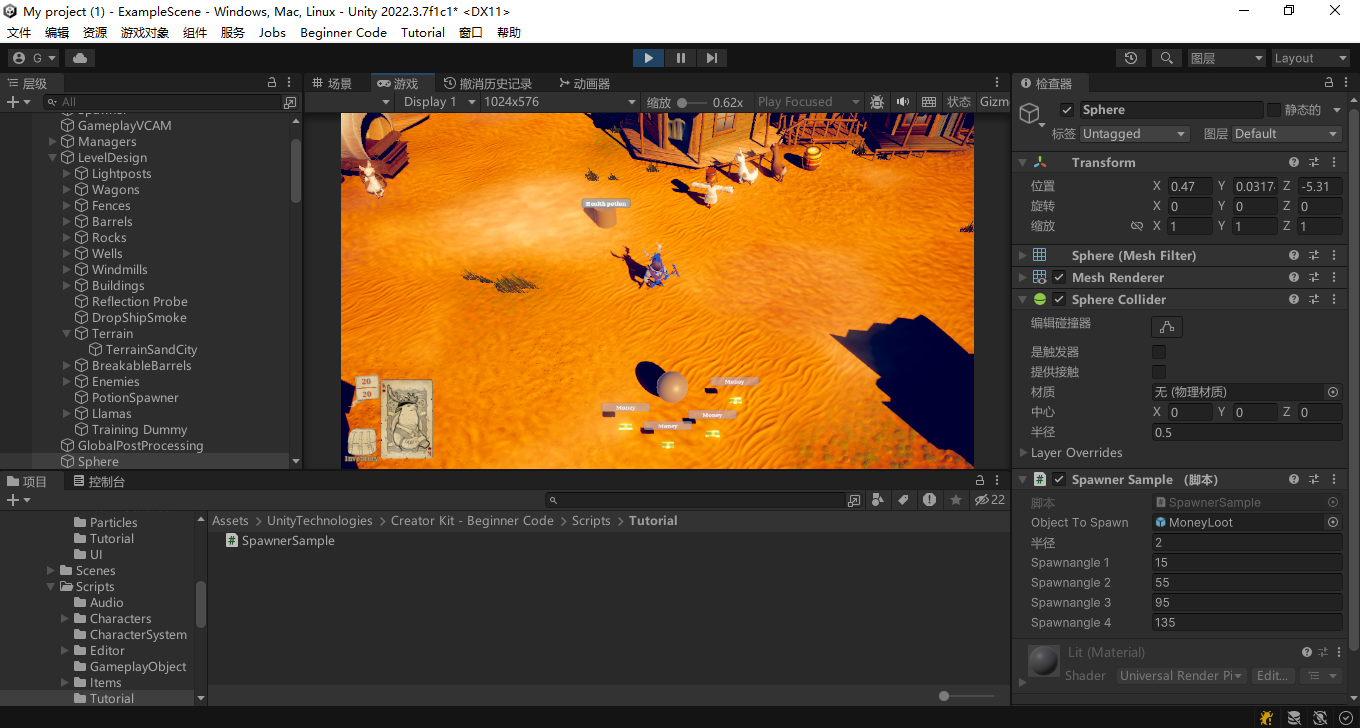 My project (1) - ExampleScene - Windows, Mac, Linux - Unity 2022.3.7f1c1* <DX11>
文件 编辑 资源 游戏对象 组件 服务 Jobs Beginner Code Tutorial 窗口 帮助
G 图层 Layout
层级 # 场景 游戏 撤消历史记录 动画器 检查器
All Display 1 1024x576 缩放 0.62x Play Focused 状态 Gizm
GameplayVCAM
Managers
LevelDesign
Lightposts
Wagons
Fences
Barrels
Rocks
Wells
Windmills
Buildings
Reflection Probe
DropShipSmoke
Terrain
TerrainSandCity
BreakableBarrels
Enemies
PotionSpawner
Llamas
Training Dummy
GlobalPostProcessing
Sphere
Health potion
Money
Money
Money
Money
20
20
Inventory
Sphere 静态的
标签 Untagged 图层 Default
Transform
位置 X 0.47 Y 0.0317 Z -5.31
旋转 X 0 Y 0 Z 0
缩放 X 1 Y 1 Z 1
Sphere (Mesh Filter)
Mesh Renderer
Sphere Collider
编辑碰撞器
是触发器
提供接触
材质 无 (物理材质)
中心 X 0 Y 0 Z 0
半径 0.5
Layer Overrides
Spawner Sample (脚本)
脚本 SpawnerSample
Object To Spawn MoneyLoot
半径 2
Spawnangle 1 15
Spawnangle 2 55
Spawnangle 3 95
Spawnangle 4 135
Lit (Material)
Shader Universal Render Pi Edit...
项目 控制台
22
Particles
Tutorial
UI
Scenes
Scripts
Audio
Characters
CharacterSystem
Editor
GameplayObject
Items
Tutorial
Assets > UnityTechnologies > Creator Kit - Beginner Code > Scripts > Tutorial
SpawnerSample